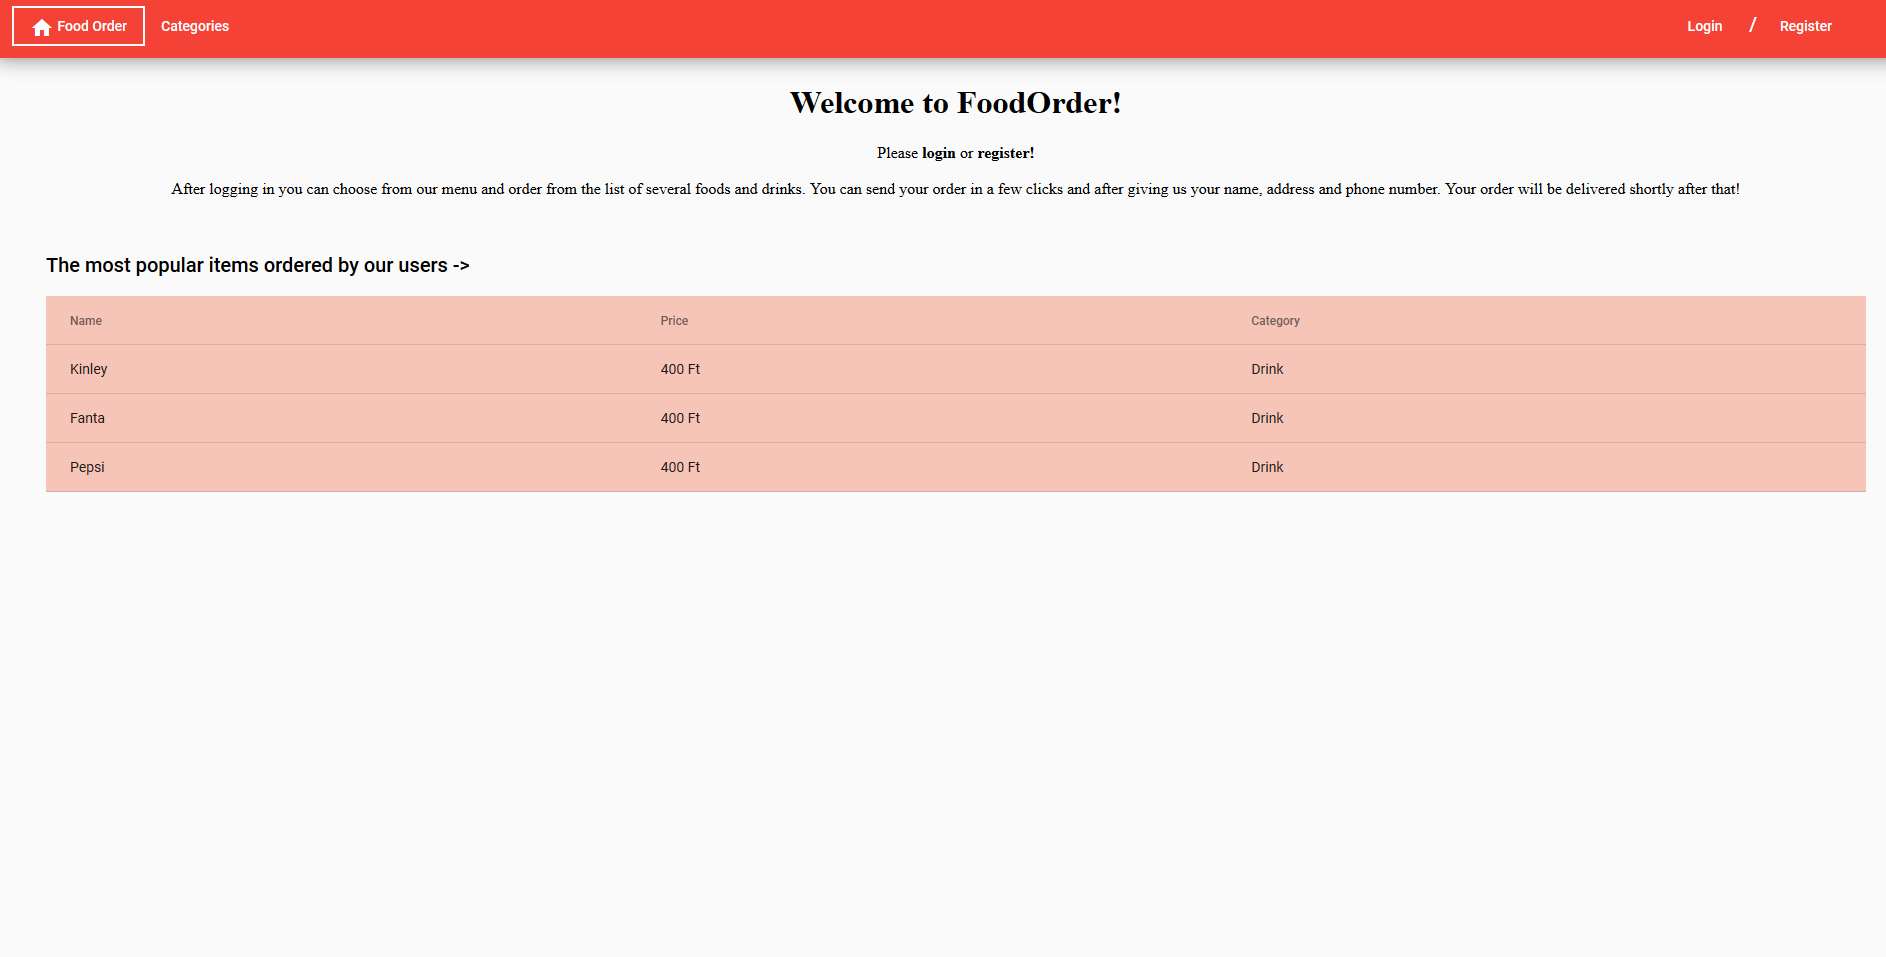 Food Order Categories Login / Register
Welcome to FoodOrder!
Please login or register!
After logging in you can choose from our menu and order from the list of several foods and drinks. You can send your order in a few clicks and after giving us your name, address and phone number. Your order will be delivered shortly after that!
The most popular items ordered by our users ->
Name Price Category
Kinley 400 Ft Drink
Fanta 400 Ft Drink
Pepsi 400 Ft Drink